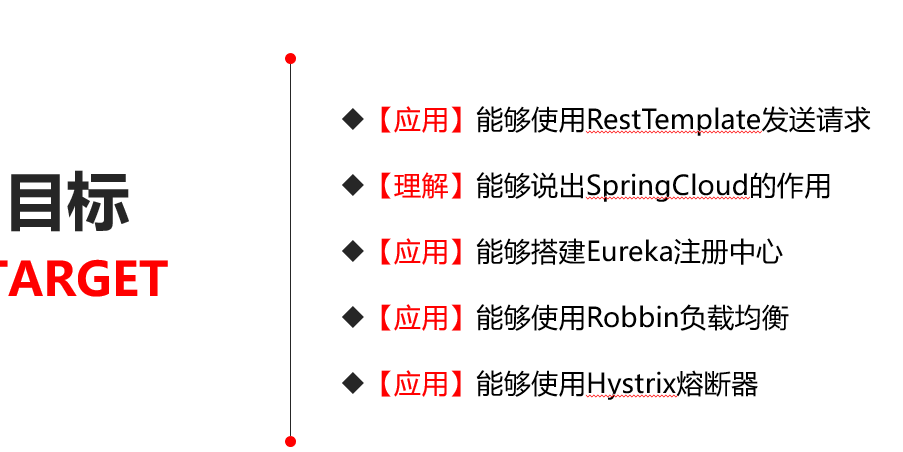 目标
TARGET
◆【应用】能够使用RestTemplate发送请求
◆【理解】能够说出SpringCloud的作用
◆【应用】能够搭建Eureka注册中心
◆【应用】能够使用Robbin负载均衡
◆【应用】能够使用Hystrix熔断器